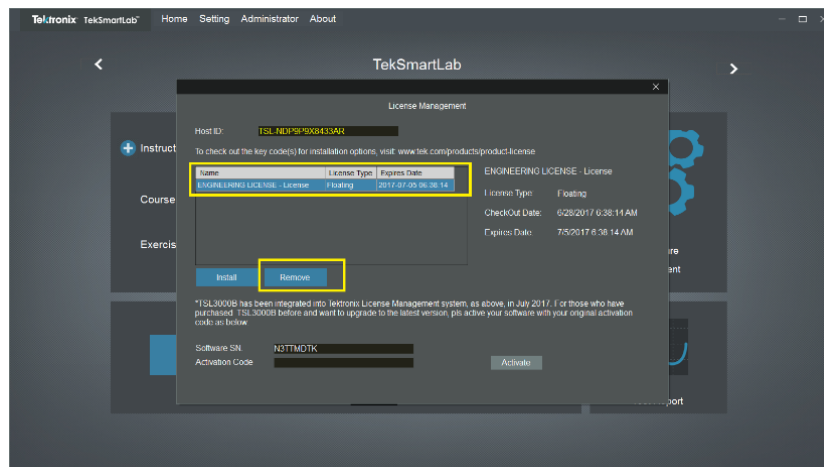 Tektronix TekSmartLab Home Setting Administrator About
TekSmartLab
License Management
Host ID: TSL-NDP9P9X8433AR
To check out the key code(s) for installation options, visit: www.tek.com/products/product-license
Instruct
Name License Type Expires Date
ENGINEERING LICENSE - License Floating 2017-07-05 06:38:14
ENGINEERING LICENSE - License
License Type: Floating
Course
CheckOut Date: 6/28/2017 6:38:14 AM
Expires Date: 7/5/2017 6:38:14 AM
Exercis
re
ent
Install Remove
*TSL3000B has been integrated into Tektronix License Management system, as above, in July 2017. For those who have
purchased TSL3000B before and want to upgrade to the latest version, pls active your software with your original activation
code as below
Software SN. N3TTMDTK
Activation Code
Activate
port